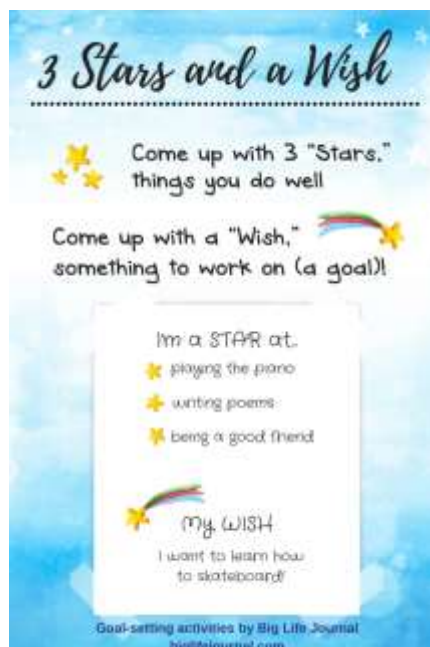 3 Stars and a Wish
Come up with 3 "Stars,"
things you do well
Come up with a "Wish,"
something to work on (a goal)!
I'm a STAR at..
playing the piano
writing poems
being a good friend
My WISH
I want to learn how
to skateboard!
Goal-setting activities by Big Life Journal
biglifejournal.com